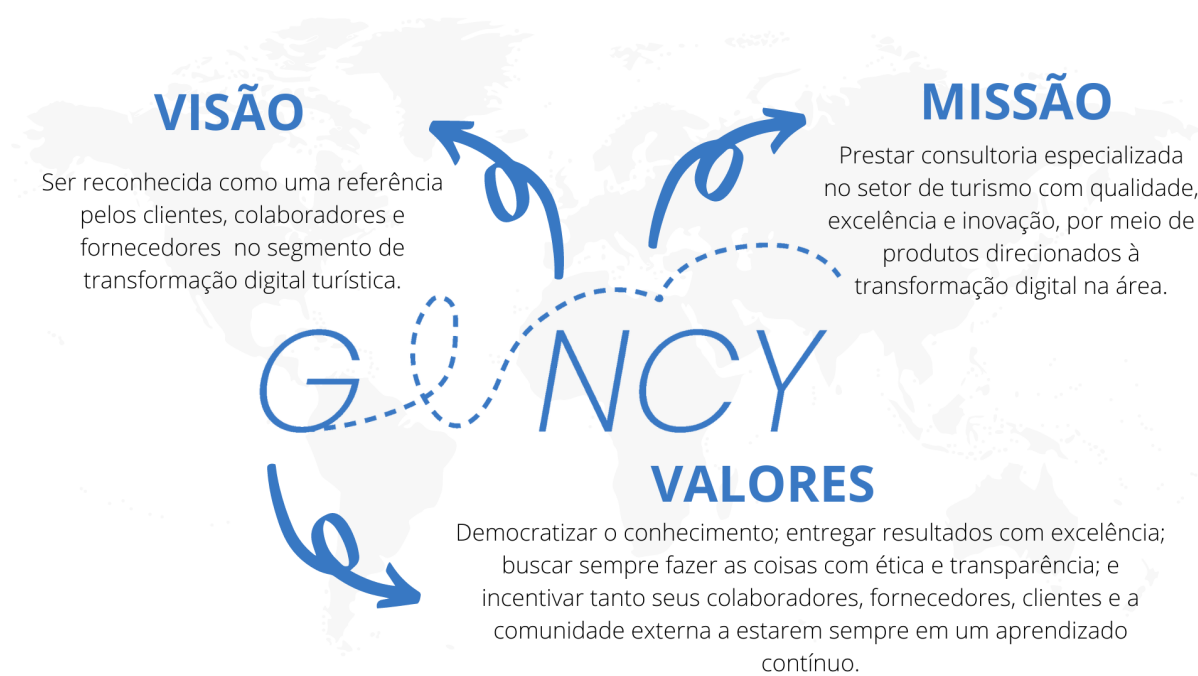 VISÃO
Ser reconhecida como uma referência
pelos clientes, colaboradores e
fornecedores no segmento de
transformação digital turística.
MISSÃO
Prestar consultoria especializada
no setor de turismo com qualidade,
excelência e inovação, por meio de
produtos direcionados à
transformação digital na área.
GENCY
VALORES
Democratizar o conhecimento; entregar resultados com excelência;
buscar sempre fazer as coisas com ética e transparência; e
incentivar tanto seus colaboradores, fornecedores, clientes e a
comunidade externa a estarem sempre em um aprendizado
contínuo.